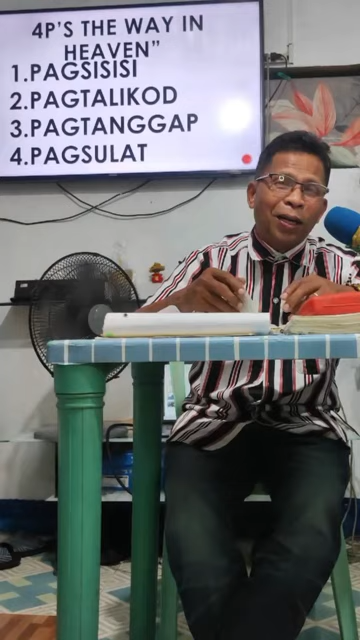 4P'S THE WAY IN
HEAVEN”
1.PAGSISISI
2.PAGTALIKOD
3.PAGTANGGAP
4.PAGSULAT